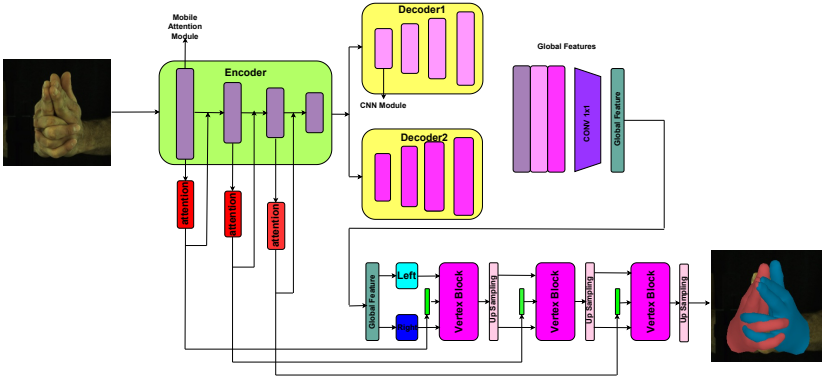 Mobile
Attention
Module
Encoder
Decoder1
CNN Module
Decoder2
Global Features
CONV 1x1
Global Feature
attention
attention
attention
Global Feature
Left
Right
Vertex Block
Up Sampling
Vertex Block
Up Sampling
Vertex Block
Up Sampling